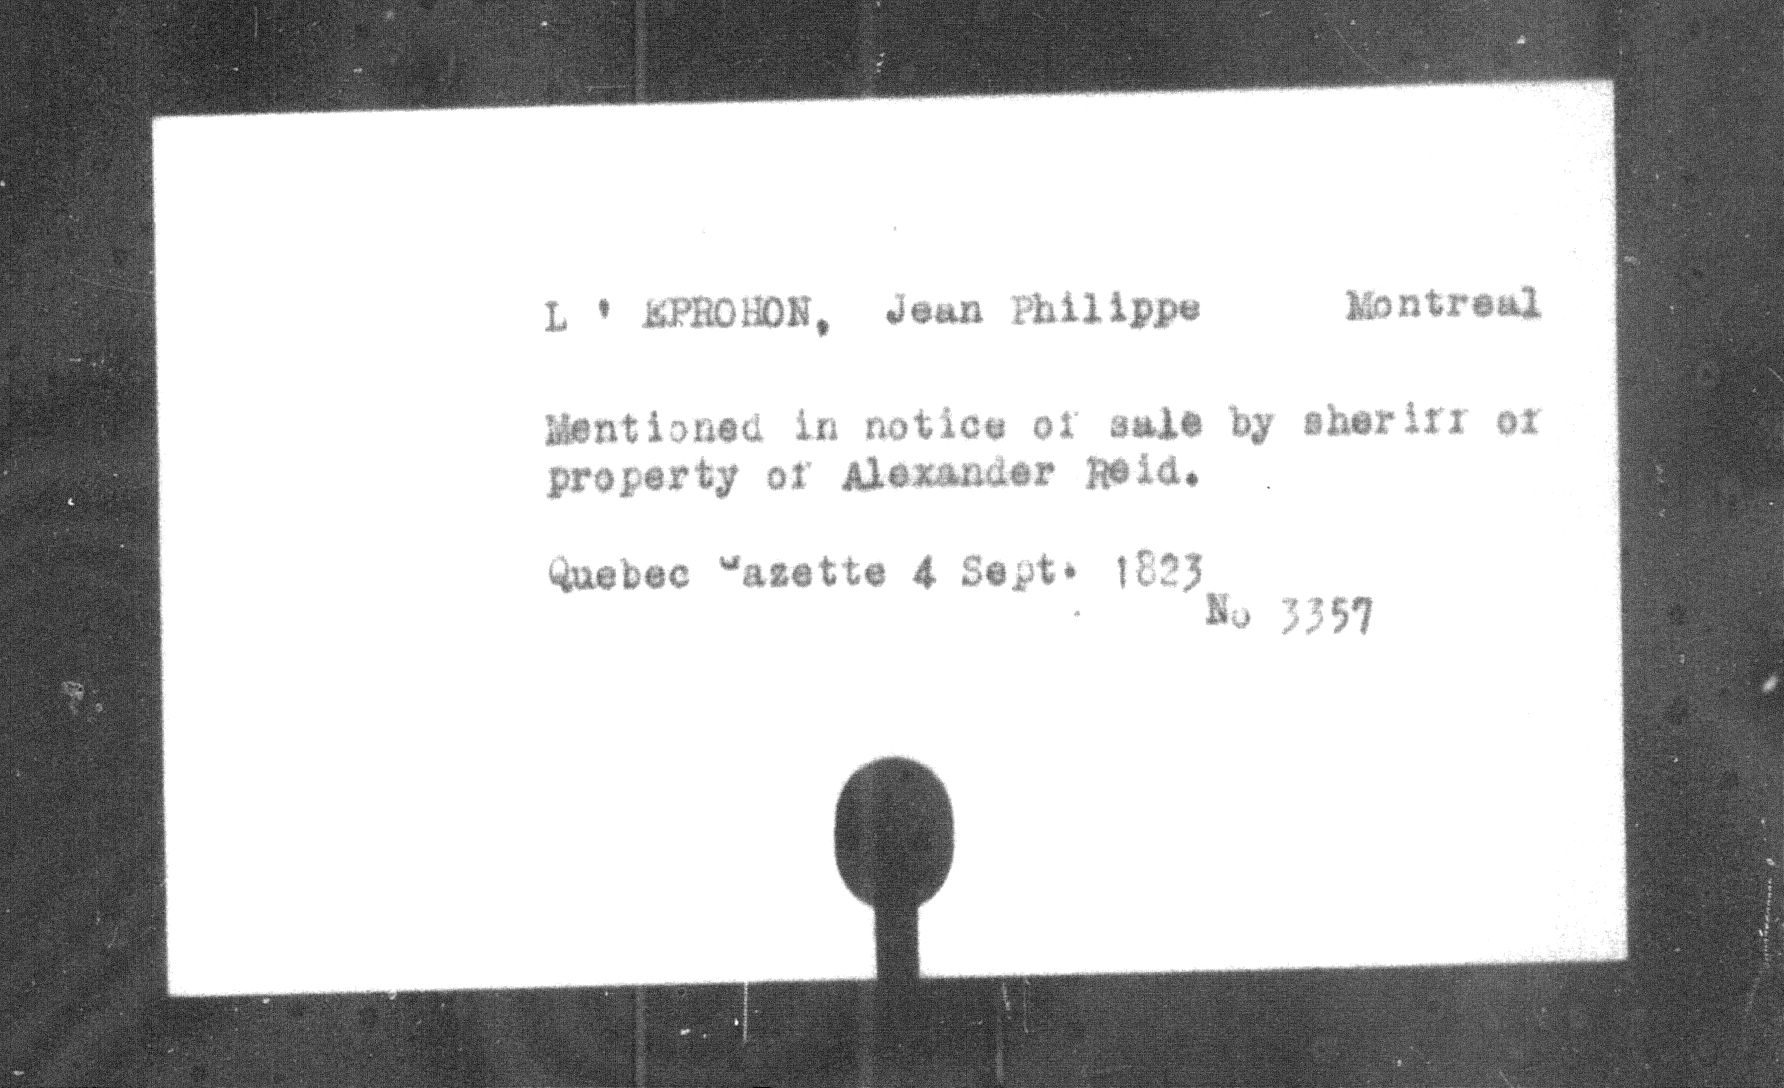 L ' EPROHON, Jean Philippe Montreal
Mentioned in notice of sale by sheriff of
property of Alexander Reid.
Quebec Gazette 4 Sept. 1823
No 3357